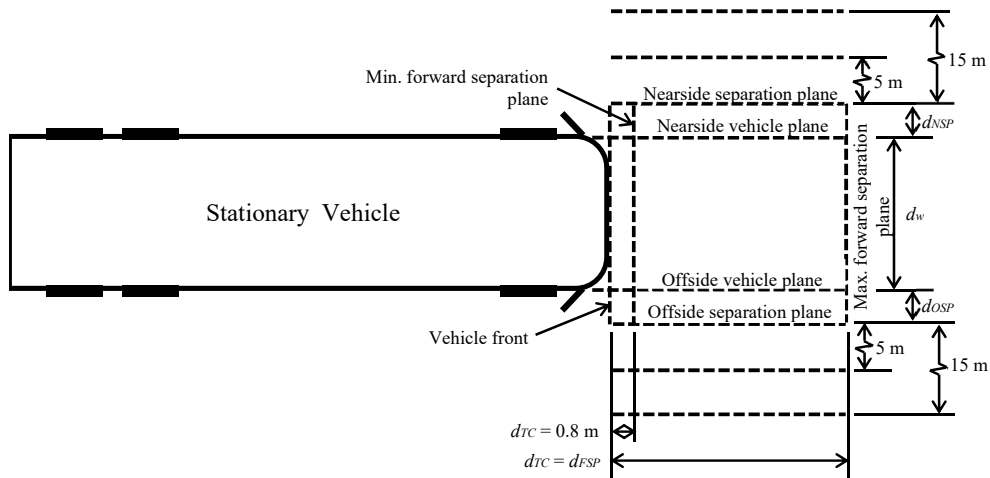 15 m
Min. forward separation
plane
5 m
Nearside separation plane
dNSP
Nearside vehicle plane
Stationary Vehicle
Max. forward separation
plane
dw
Offside vehicle plane
dOSP
Offside separation plane
Vehicle front
5 m
15 m
dTC = 0.8 m
dTC = dFSP